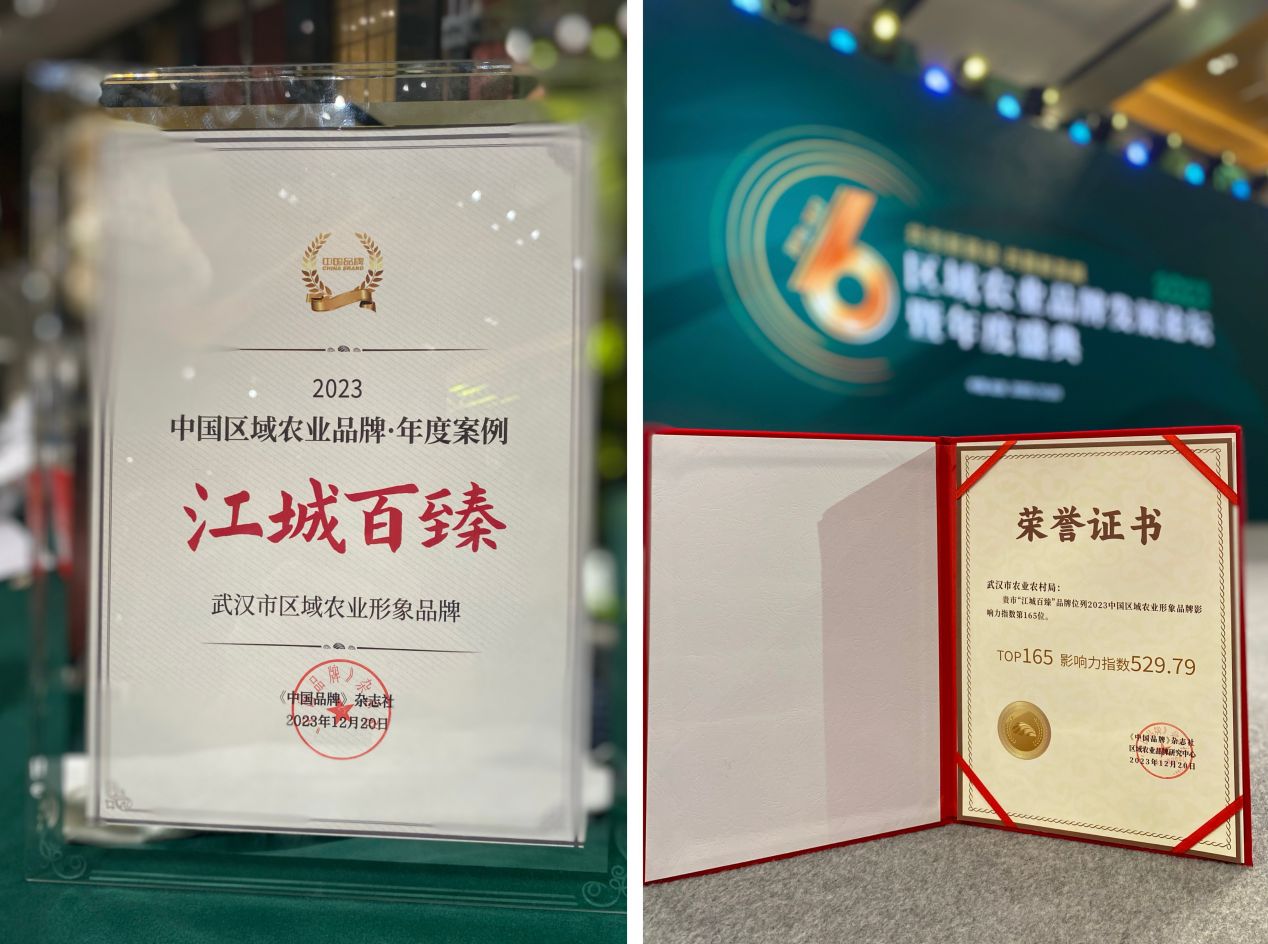 中国品牌
CHINA BRAND
2023
中国区域农业品牌·年度案例
江城百臻
武汉市区域农业形象品牌
《中国品牌》杂志社
2023年12月20日
6
2023
区域农业品牌发展论坛
暨年度盛典
荣誉证书
武汉市农业农村局：
贵市“江城百臻”品牌位列2023中国区域农业形象品牌影
响力指数第165位。
TOP165 影响力指数529.79
《中国品牌》杂志社
区域农业品牌研究中心
2023年12月20日